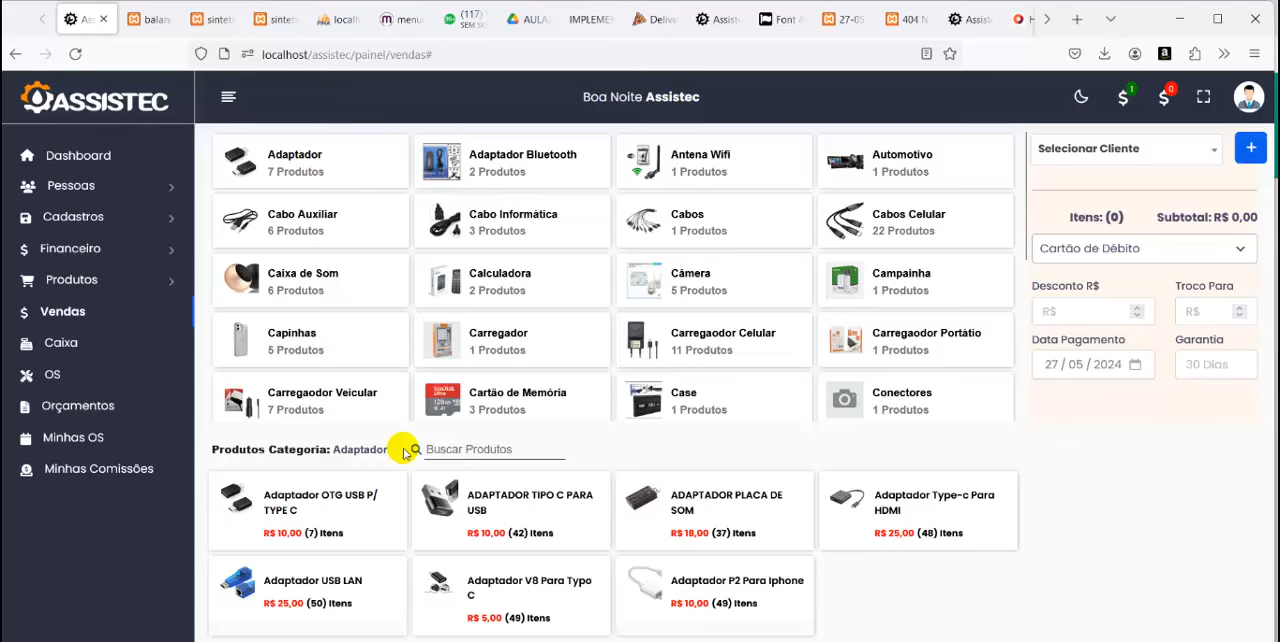 As
balan
sintet
sintet
localh
menu
(117)
SEM S
AULA
IMPLEME
Delive
Assist
Font A
27-05
404 N
Assist
localhost/assistec/painel/vendas#
ASSISTEC
Boa Noite Assistec
1
0
Dashboard
Pessoas
Cadastros
Financeiro
Produtos
Vendas
Caixa
OS
Orçamentos
Minhas OS
Minhas Comissões
Adaptador
7 Produtos
Adaptador Bluetooth
2 Produtos
Antena Wifi
1 Produtos
Automotivo
1 Produtos
Cabo Auxiliar
6 Produtos
Cabo Informática
3 Produtos
Cabos
1 Produtos
Cabos Celular
22 Produtos
Caixa de Som
6 Produtos
Calculadora
2 Produtos
Câmera
5 Produtos
Campainha
1 Produtos
Capinhas
5 Produtos
Carregador
1 Produtos
Carregaodor Celular
11 Produtos
Carregaodor Portátio
1 Produtos
Carregaodor Veicular
7 Produtos
Cartão de Memória
3 Produtos
Case
1 Produtos
Conectores
1 Produtos
Produtos Categoria: Adaptador
Buscar Produtos
Adaptador OTG USB P/
TYPE C
R$ 10,00 (7) Itens
ADAPTADOR TIPO C PARA
USB
R$ 10,00 (42) Itens
ADAPTADOR PLACA DE
SOM
R$ 18,00 (37) Itens
Adaptador Type-c Para
HDMI
R$ 25,00 (48) Itens
Adaptador USB LAN
R$ 25,00 (50) Itens
Adaptador V8 Para Typo
C
R$ 5,00 (49) Itens
Adaptador P2 Para Iphone
R$ 10,00 (49) Itens
Selecionar Cliente
+
Itens: (0) Subtotal: R$ 0,00
Cartão de Débito
Desconto R$
R$
Troco Para
R$
Data Pagamento
27 / 05 / 2024
Garantia
30 Dias